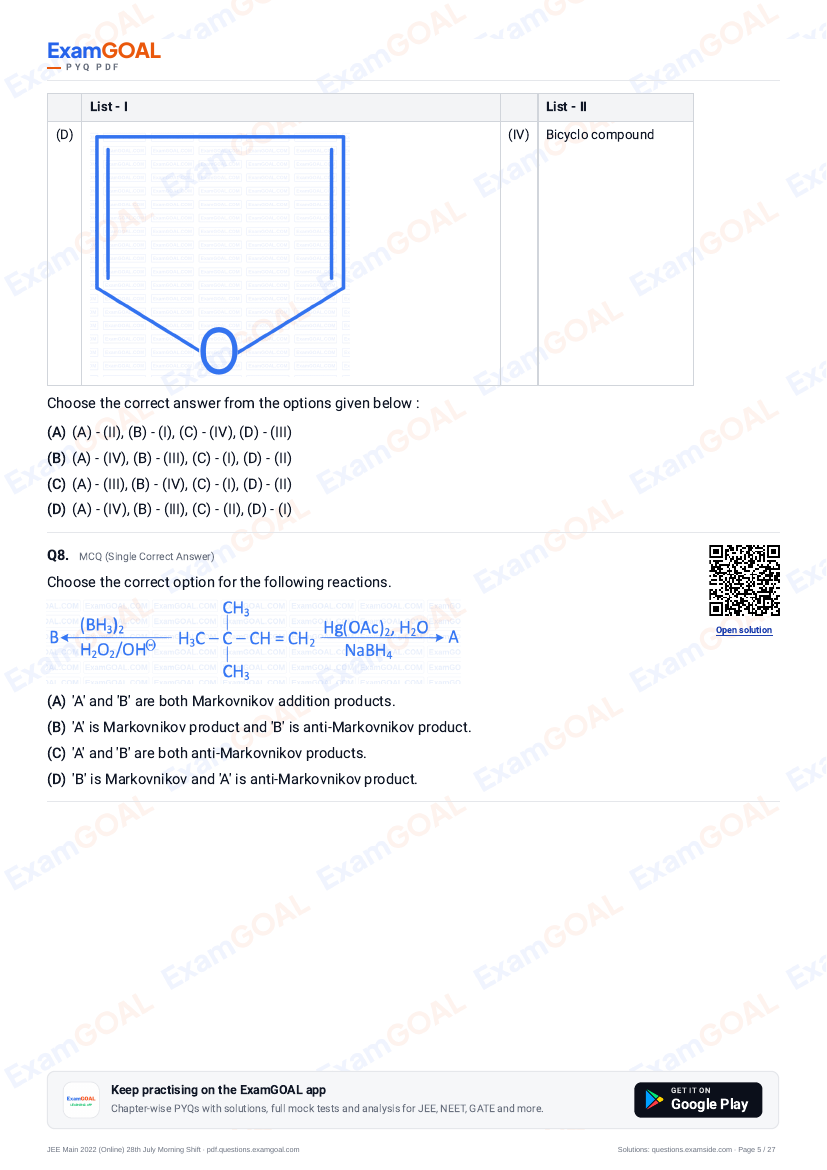 ExamGOAL
PYQ PDF
List - I List - II
(D) (IV) Bicyclo compound
O
Choose the correct answer from the options given below :
(A) (A) - (II), (B) - (I), (C) - (IV), (D) - (III)
(B) (A) - (IV), (B) - (III), (C) - (I), (D) - (II)
(C) (A) - (III), (B) - (IV), (C) - (I), (D) - (II)
(D) (A) - (IV), (B) - (III), (C) - (II), (D) - (I)
Q8. MCQ (Single Correct Answer)
Choose the correct option for the following reactions.
Open solution
CH₃
B (BH₃)₂ H₃C – C – CH = CH₂ Hg(OAc)₂, H₂O A
H₂O₂/OH⊖ NaBH₄
CH₃
(A) 'A' and 'B' are both Markovnikov addition products.
(B) 'A' is Markovnikov product and 'B' is anti-Markovnikov product.
(C) 'A' and 'B' are both anti-Markovnikov products.
(D) 'B' is Markovnikov and 'A' is anti-Markovnikov product.
Keep practising on the ExamGOAL app
Chapter-wise PYQs with solutions, full mock tests and analysis for JEE, NEET, GATE and more.
ExamGOAL
GET IT ON
Google Play
JEE Main 2022 (Online) 28th July Morning Shift · pdf.questions.examgoal.com
Solutions: questions.examside.com · Page 5 / 27